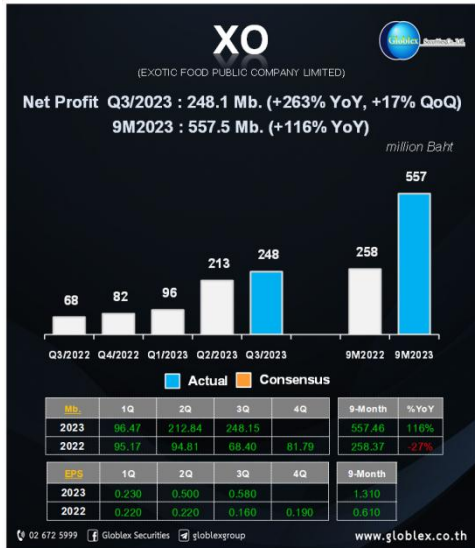 XO
Globlex Securities Co.,Ltd.
(EXOTIC FOOD PUBLIC COMPANY LIMITED)
Net Profit Q3/2023 : 248.1 Mb. (+263% YoY, +17% QoQ)
9M2023 : 557.5 Mb. (+116% YoY)
million Baht
68 82 96 213 248 258 557
Q3/2022 Q4/2022 Q1/2023 Q2/2023 Q3/2023 9M2022 9M2023
Actual Consensus
Mb. 1Q 2Q 3Q 4Q 9-Month %YoY
2023 96.47 212.84 248.15 557.46 116%
2022 95.17 94.81 68.40 81.79 258.37 -27%
EPS 1Q 2Q 3Q 4Q 9-Month
2023 0.230 0.500 0.580 1.310
2022 0.220 0.220 0.160 0.190 0.610
02 672 5999 Globlex Securities globlexgroup www.globlex.co.th